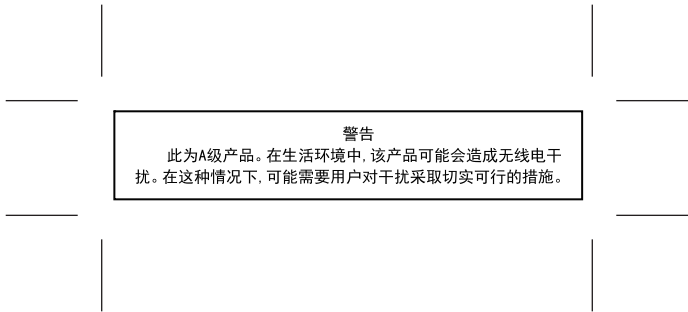 警告
此为A级产品。在生活环境中,该产品可能会造成无线电干
扰。在这种情况下,可能需要用户对干扰采取切实可行的措施。